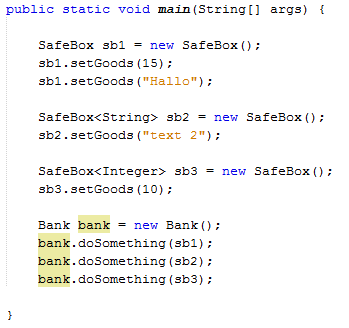 public static void main(String[] args) {
SafeBox sb1 = new SafeBox();
sb1.setGoods(15);
sb1.setGoods("Hallo");
SafeBox<String> sb2 = new SafeBox();
sb2.setGoods("text 2");
SafeBox<Integer> sb3 = new SafeBox();
sb3.setGoods(10);
Bank bank = new Bank();
bank.doSomething(sb1);
bank.doSomething(sb2);
bank.doSomething(sb3);
}